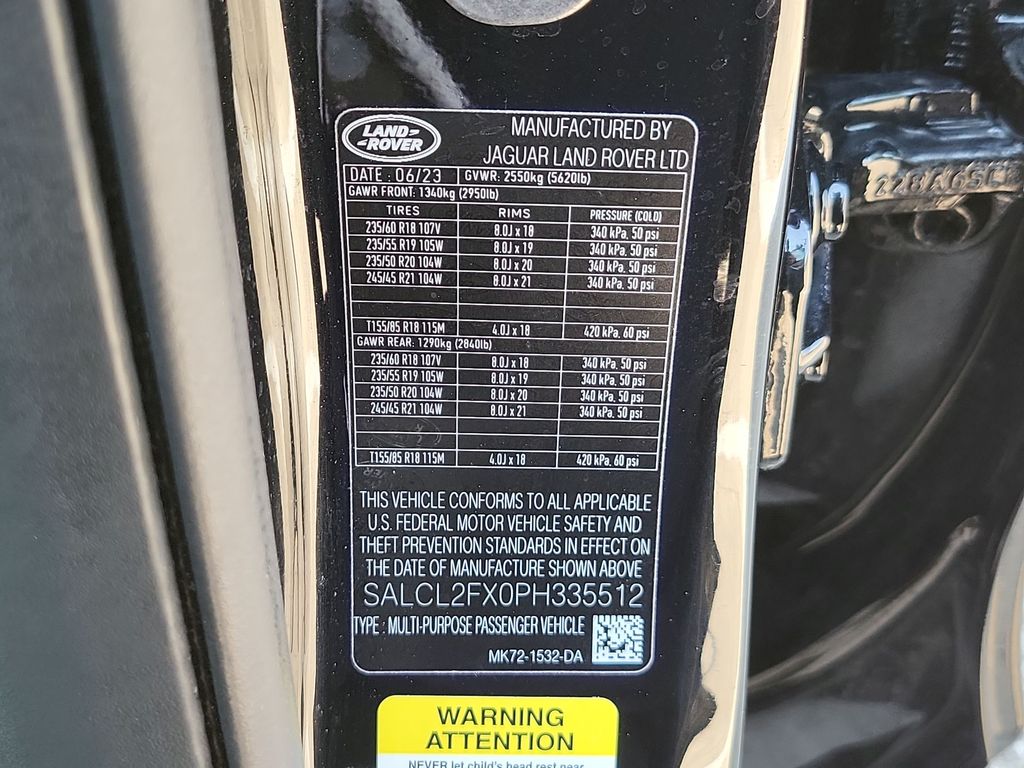 LAND-
-ROVER
MANUFACTURED BY
JAGUAR LAND ROVER LTD
DATE : 06/23 GVWR: 2550kg (5620lb)
GAWR FRONT: 1340kg (2950lb)
TIRES RIMS PRESSURE (COLD)
235/60 R18 107V 8.0J x 18 340 kPa, 50 psi
235/55 R19 105W 8.0J x 19 340 kPa, 50 psi
235/50 R20 104W 8.0J x 20 340 kPa, 50 psi
245/45 R21 104W 8.0J x 21 340 kPa, 50 psi
T155/85 R18 115M 4.0J x 18 420 kPa, 60 psi
GAWR REAR: 1290kg (2840lb)
235/60 R18 107V 8.0J x 18 340 kPa, 50 psi
235/55 R19 105W 8.0J x 19 340 kPa, 50 psi
235/50 R20 104W 8.0J x 20 340 kPa, 50 psi
245/45 R21 104W 8.0J x 21 340 kPa, 50 psi
T155/85 R18 115M 4.0J x 18 420 kPa, 60 psi
THIS VEHICLE CONFORMS TO ALL APPLICABLE
U.S. FEDERAL MOTOR VEHICLE SAFETY AND
THEFT PREVENTION STANDARDS IN EFFECT ON
THE DATE OF MANUFACTURE SHOWN ABOVE
SALCL2FX0PH335512
TYPE : MULTI-PURPOSE PASSENGER VEHICLE
MK72-1532-DA
WARNING
ATTENTION
NEVER let child's head rest near